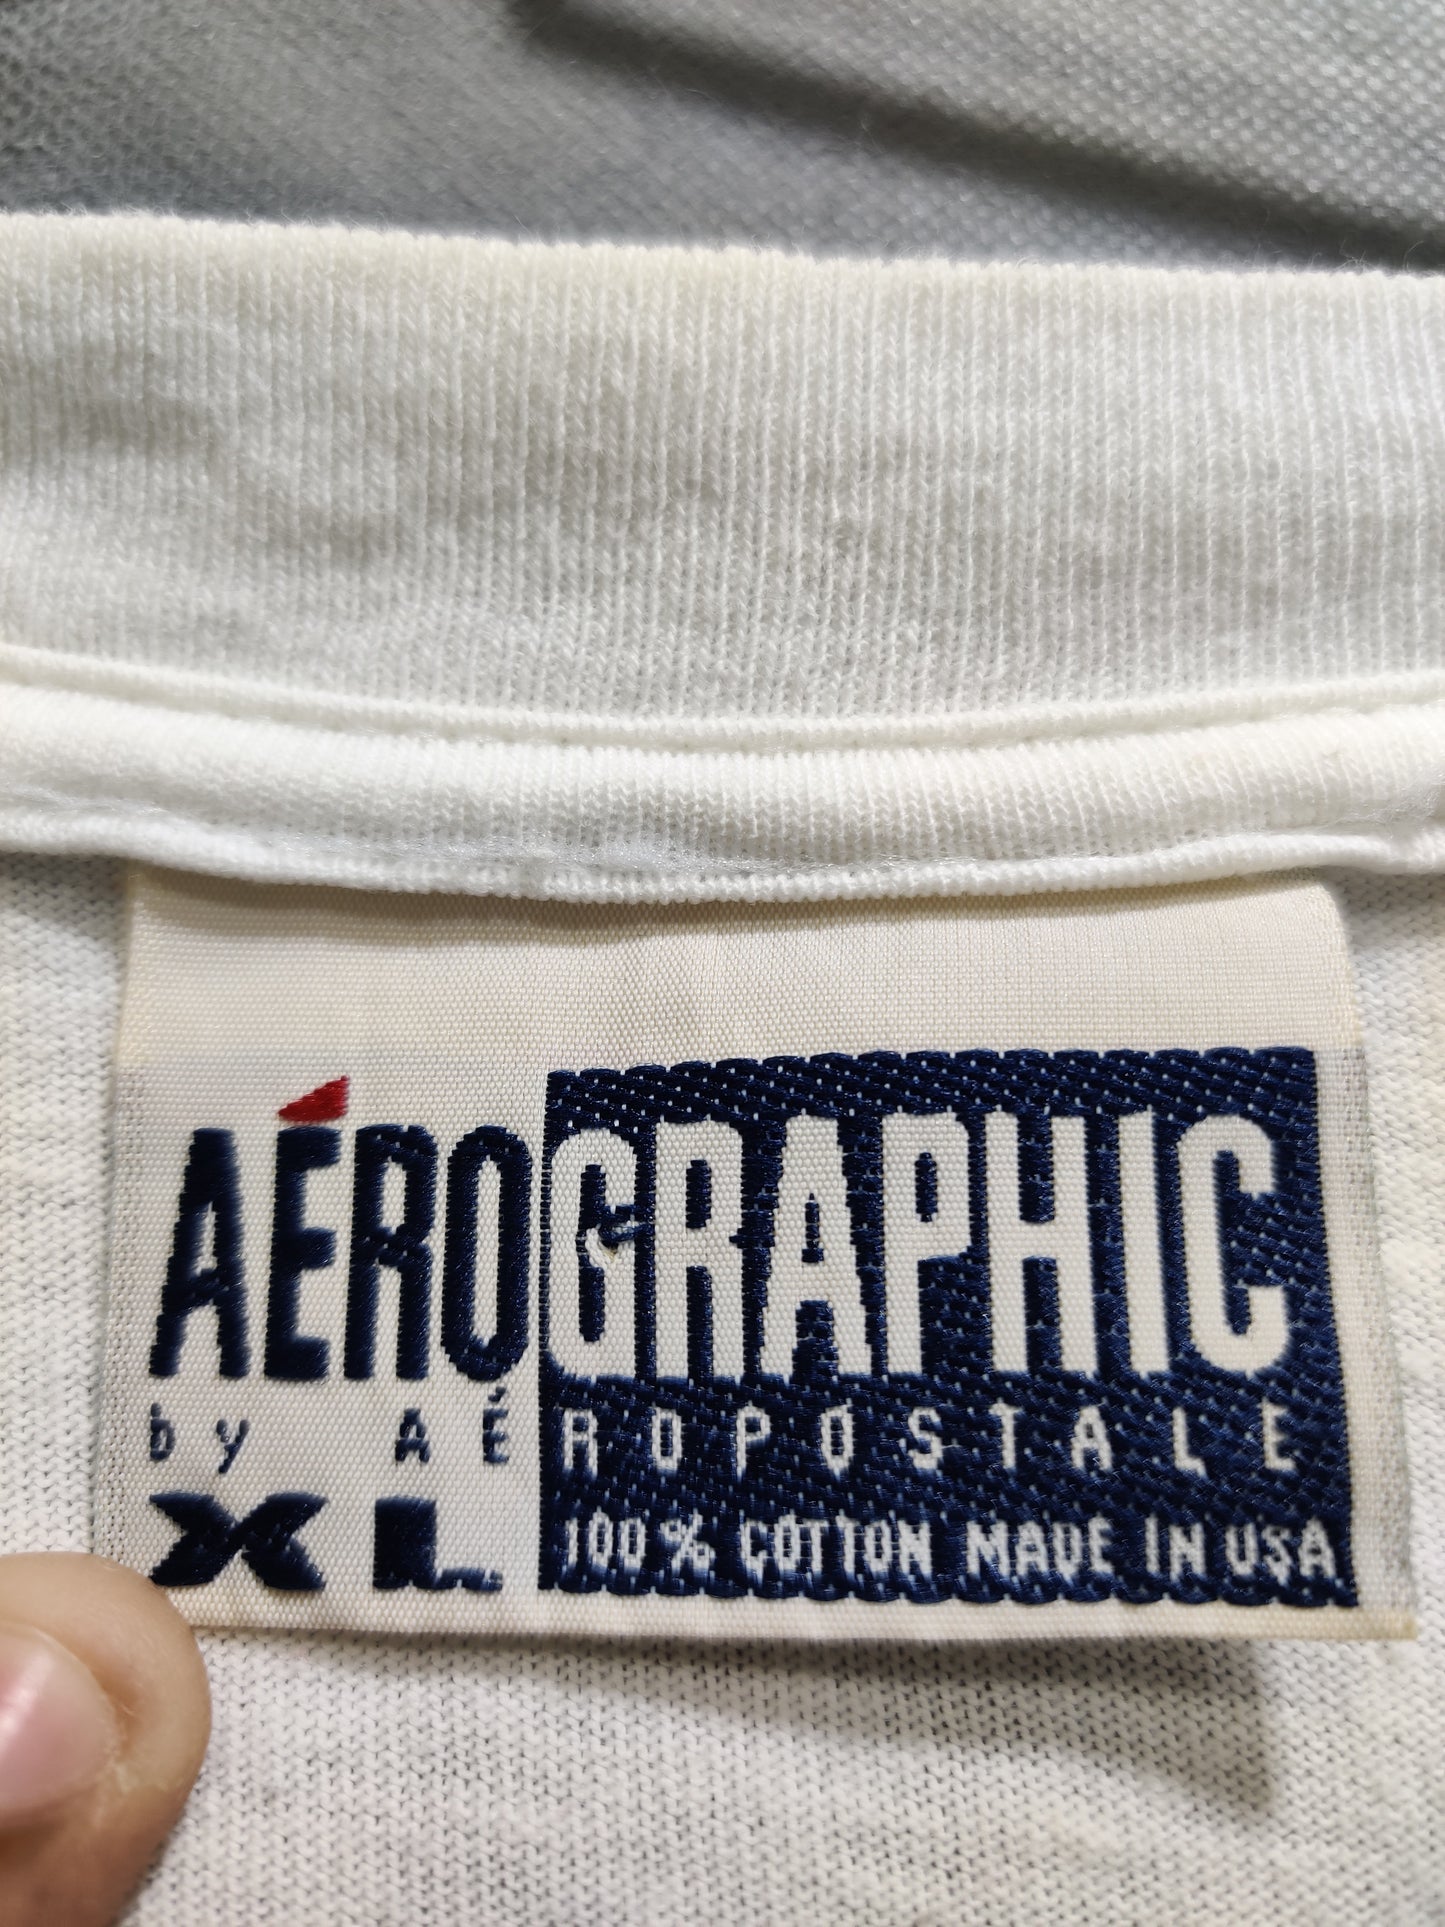 AÉROGRAPHIC
by AÉROPOSTALE
XL 100% COTTON MADE IN USA